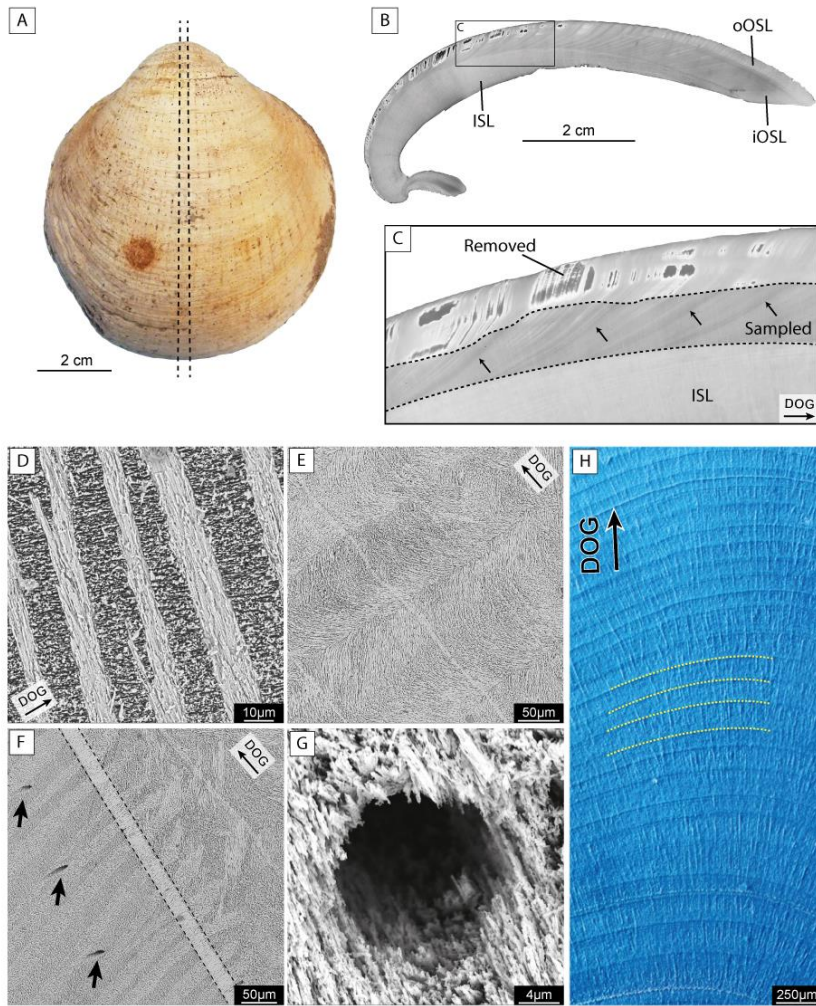 A
2 cm
B
C
oOSL
ISL
iOSL
2 cm
C
Removed
Sampled
ISL
DOG
D
DOG
10µm
E
DOG
50µm
F
DOG
50µm
G
4µm
H
DOG
250µm